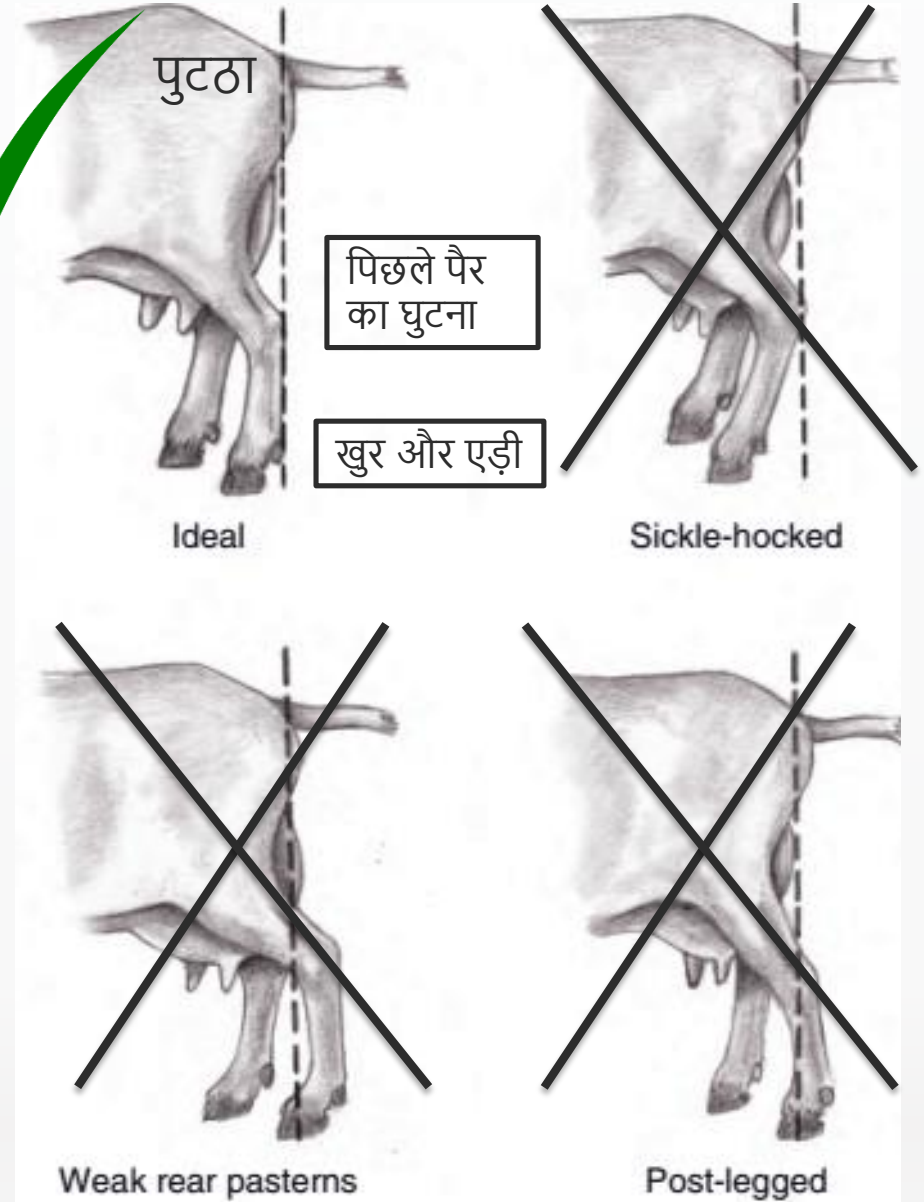 पुटठा
पिछले पैर
का घुटना
खुर और एड़ी
Ideal
Sickle-hocked
Weak rear pasterns
Post-legged